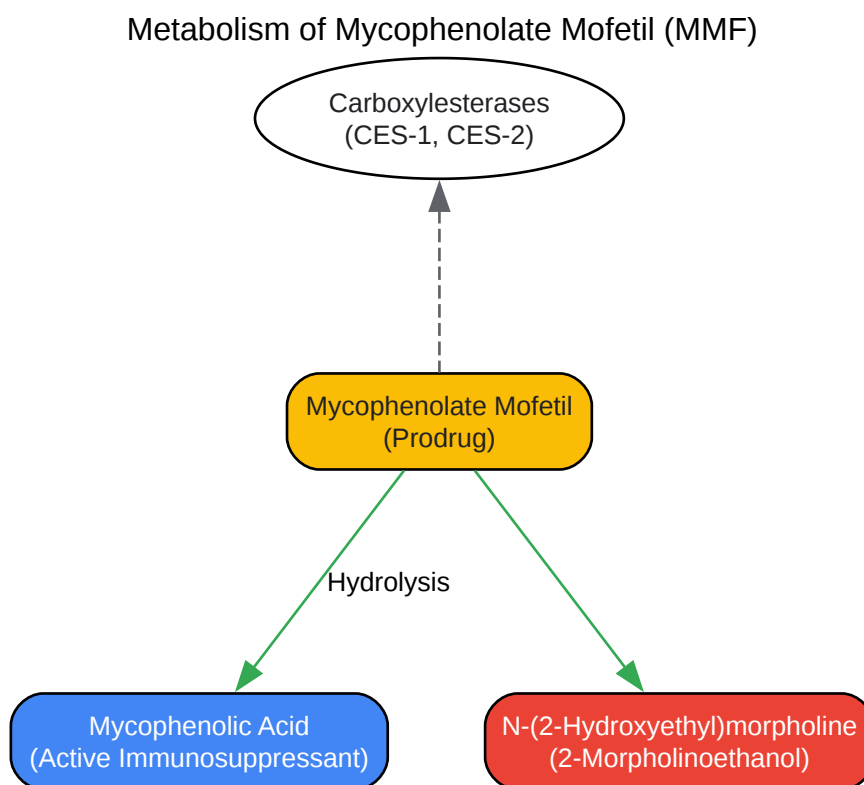 Metabolism of Mycophenolate Mofetil (MMF)
Carboxylesterases
(CES-1, CES-2)
Mycophenolate Mofetil
(Prodrug)
Hydrolysis
Mycophenolic Acid
(Active Immunosuppressant)
N-(2-Hydroxyethyl)morpholine
(2-Morpholinoethanol)